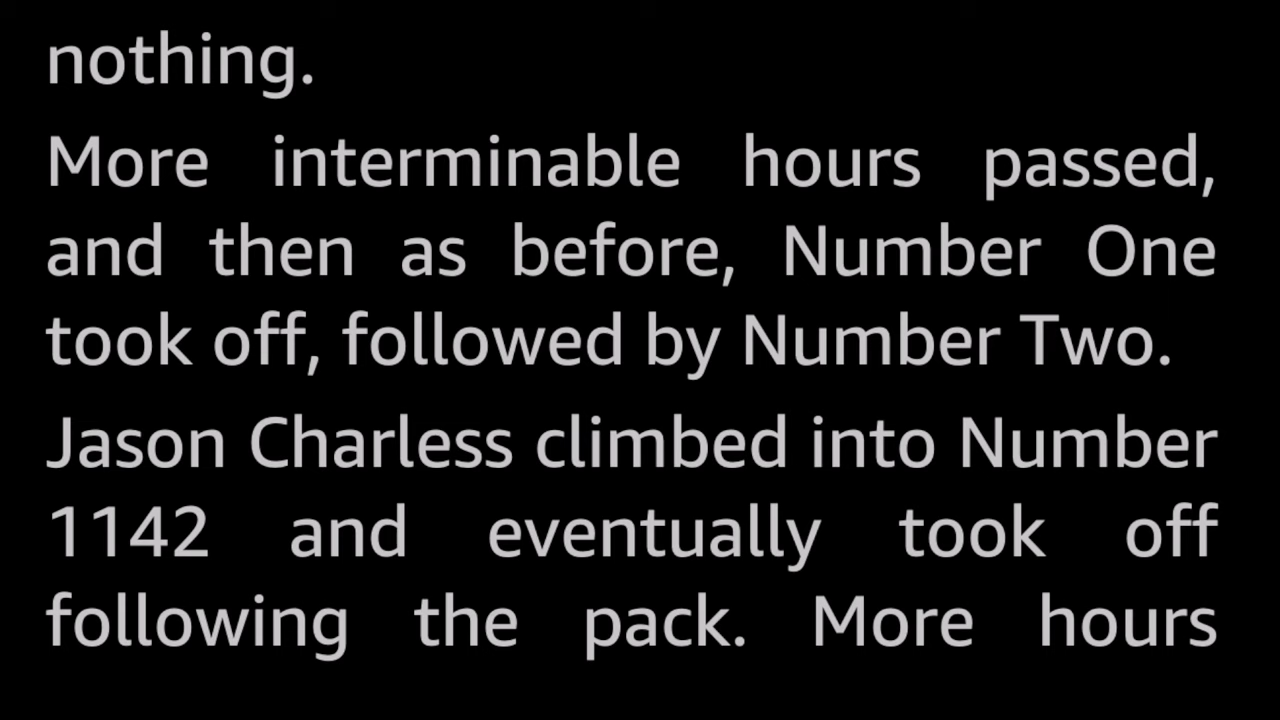 nothing.
More interminable hours passed,
and then as before, Number One
took off, followed by Number Two.
Jason Charless climbed into Number
1142 and eventually took off
following the pack. More hours